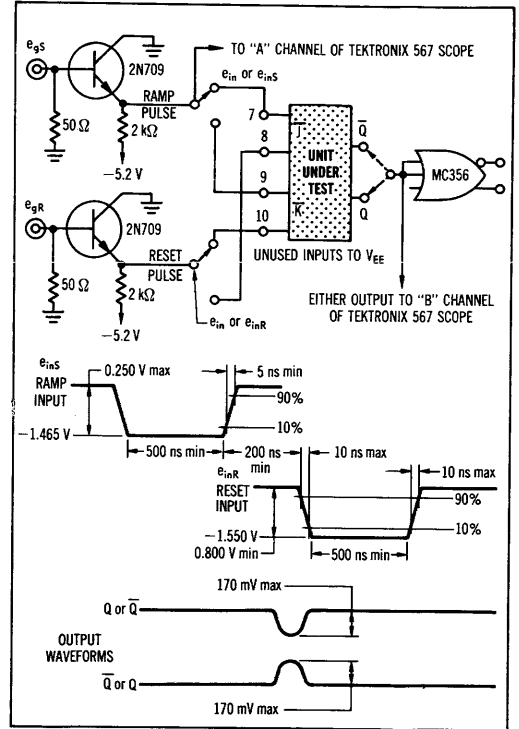 e_gS
2N709
TO "A" CHANNEL OF TEKTRONIX 567 SCOPE
e_in or e_inS
RAMP
PULSE
50 Ω
2 kΩ
−5.2 V
7
J̅
8
9
K̅
10
UNIT
UNDER
TEST
Q̅
Q
MC356
e_gR
2N709
RESET
PULSE
UNUSED INPUTS TO V_EE
50 Ω
2 kΩ
−5.2 V
e_in or e_inR
EITHER OUTPUT TO "B" CHANNEL
OF TEKTRONIX 567 SCOPE
e_inS
RAMP
INPUT
0.250 V max
5 ns min
90%
10%
−1.465 V
500 ns min
200 ns
min
10 ns max
10 ns max
e_inR
RESET
INPUT
90%
10%
−1.550 V
0.800 V min
500 ns min
170 mV max
Q or Q̅
OUTPUT
WAVEFORMS
Q̅ or Q
170 mV max